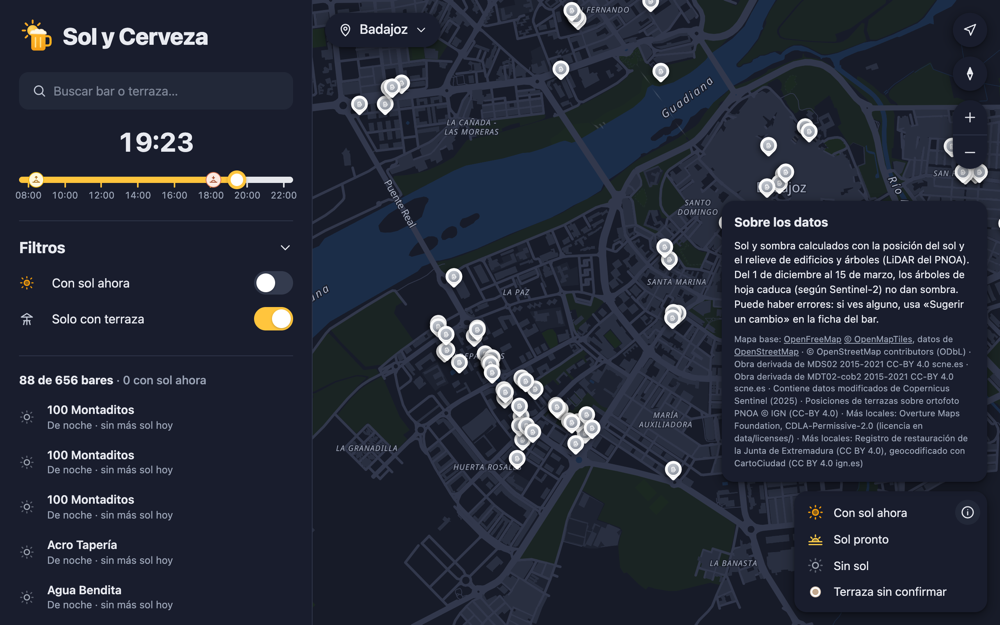 Sol y Cerveza
Buscar bar o terraza...
19:23
08:00 10:00 12:00 14:00 16:00 18:00 20:00 22:00
Filtros
Con sol ahora
Solo con terraza
88 de 656 bares · 0 con sol ahora
100 Montaditos
De noche · sin más sol hoy
100 Montaditos
De noche · sin más sol hoy
100 Montaditos
De noche · sin más sol hoy
Acro Tapería
De noche · sin más sol hoy
Agua Bendita
De noche · sin más sol hoy
Badajoz
FERNANDO
Guadiana
LA CAÑADA -
LAS MORERAS
Puente Real
SANTO
DOMINGO
SAN
Río
SANTA MARINA
LA PAZ
MARÍA
AUXILIADORA
LA GRANADILLA
HUERTA ROSALES
LA BANASTA
Sobre los datos
Sol y sombra calculados con la posición del sol y
el relieve de edificios y árboles (LiDAR del PNOA).
Del 1 de diciembre al 15 de marzo, los árboles de
hoja caduca (según Sentinel-2) no dan sombra.
Puede haber errores: si ves alguno, usa «Sugerir
un cambio» en la ficha del bar.
Mapa base: OpenFreeMap © OpenMapTiles, datos de
OpenStreetMap · © OpenStreetMap contributors (ODbL) ·
Obra derivada de MDS02 2015-2021 CC-BY 4.0 scne.es ·
Obra derivada de MDT02-cob2 2015-2021 CC-BY 4.0
scne.es · Contiene datos modificados de Copernicus
Sentinel (2025) · Posiciones de terrazas sobre ortofoto
PNOA © IGN (CC-BY 4.0) · Más locales: Overture Maps
Foundation, CDLA-Permissive-2.0 (licencia en
data/licenses/) · Más locales: Registro de restauración de
la Junta de Extremadura (CC BY 4.0), geocodificado con
CartoCiudad (CC BY 4.0 ign.es)
Con sol ahora
Sol pronto
Sin sol
Terraza sin confirmar